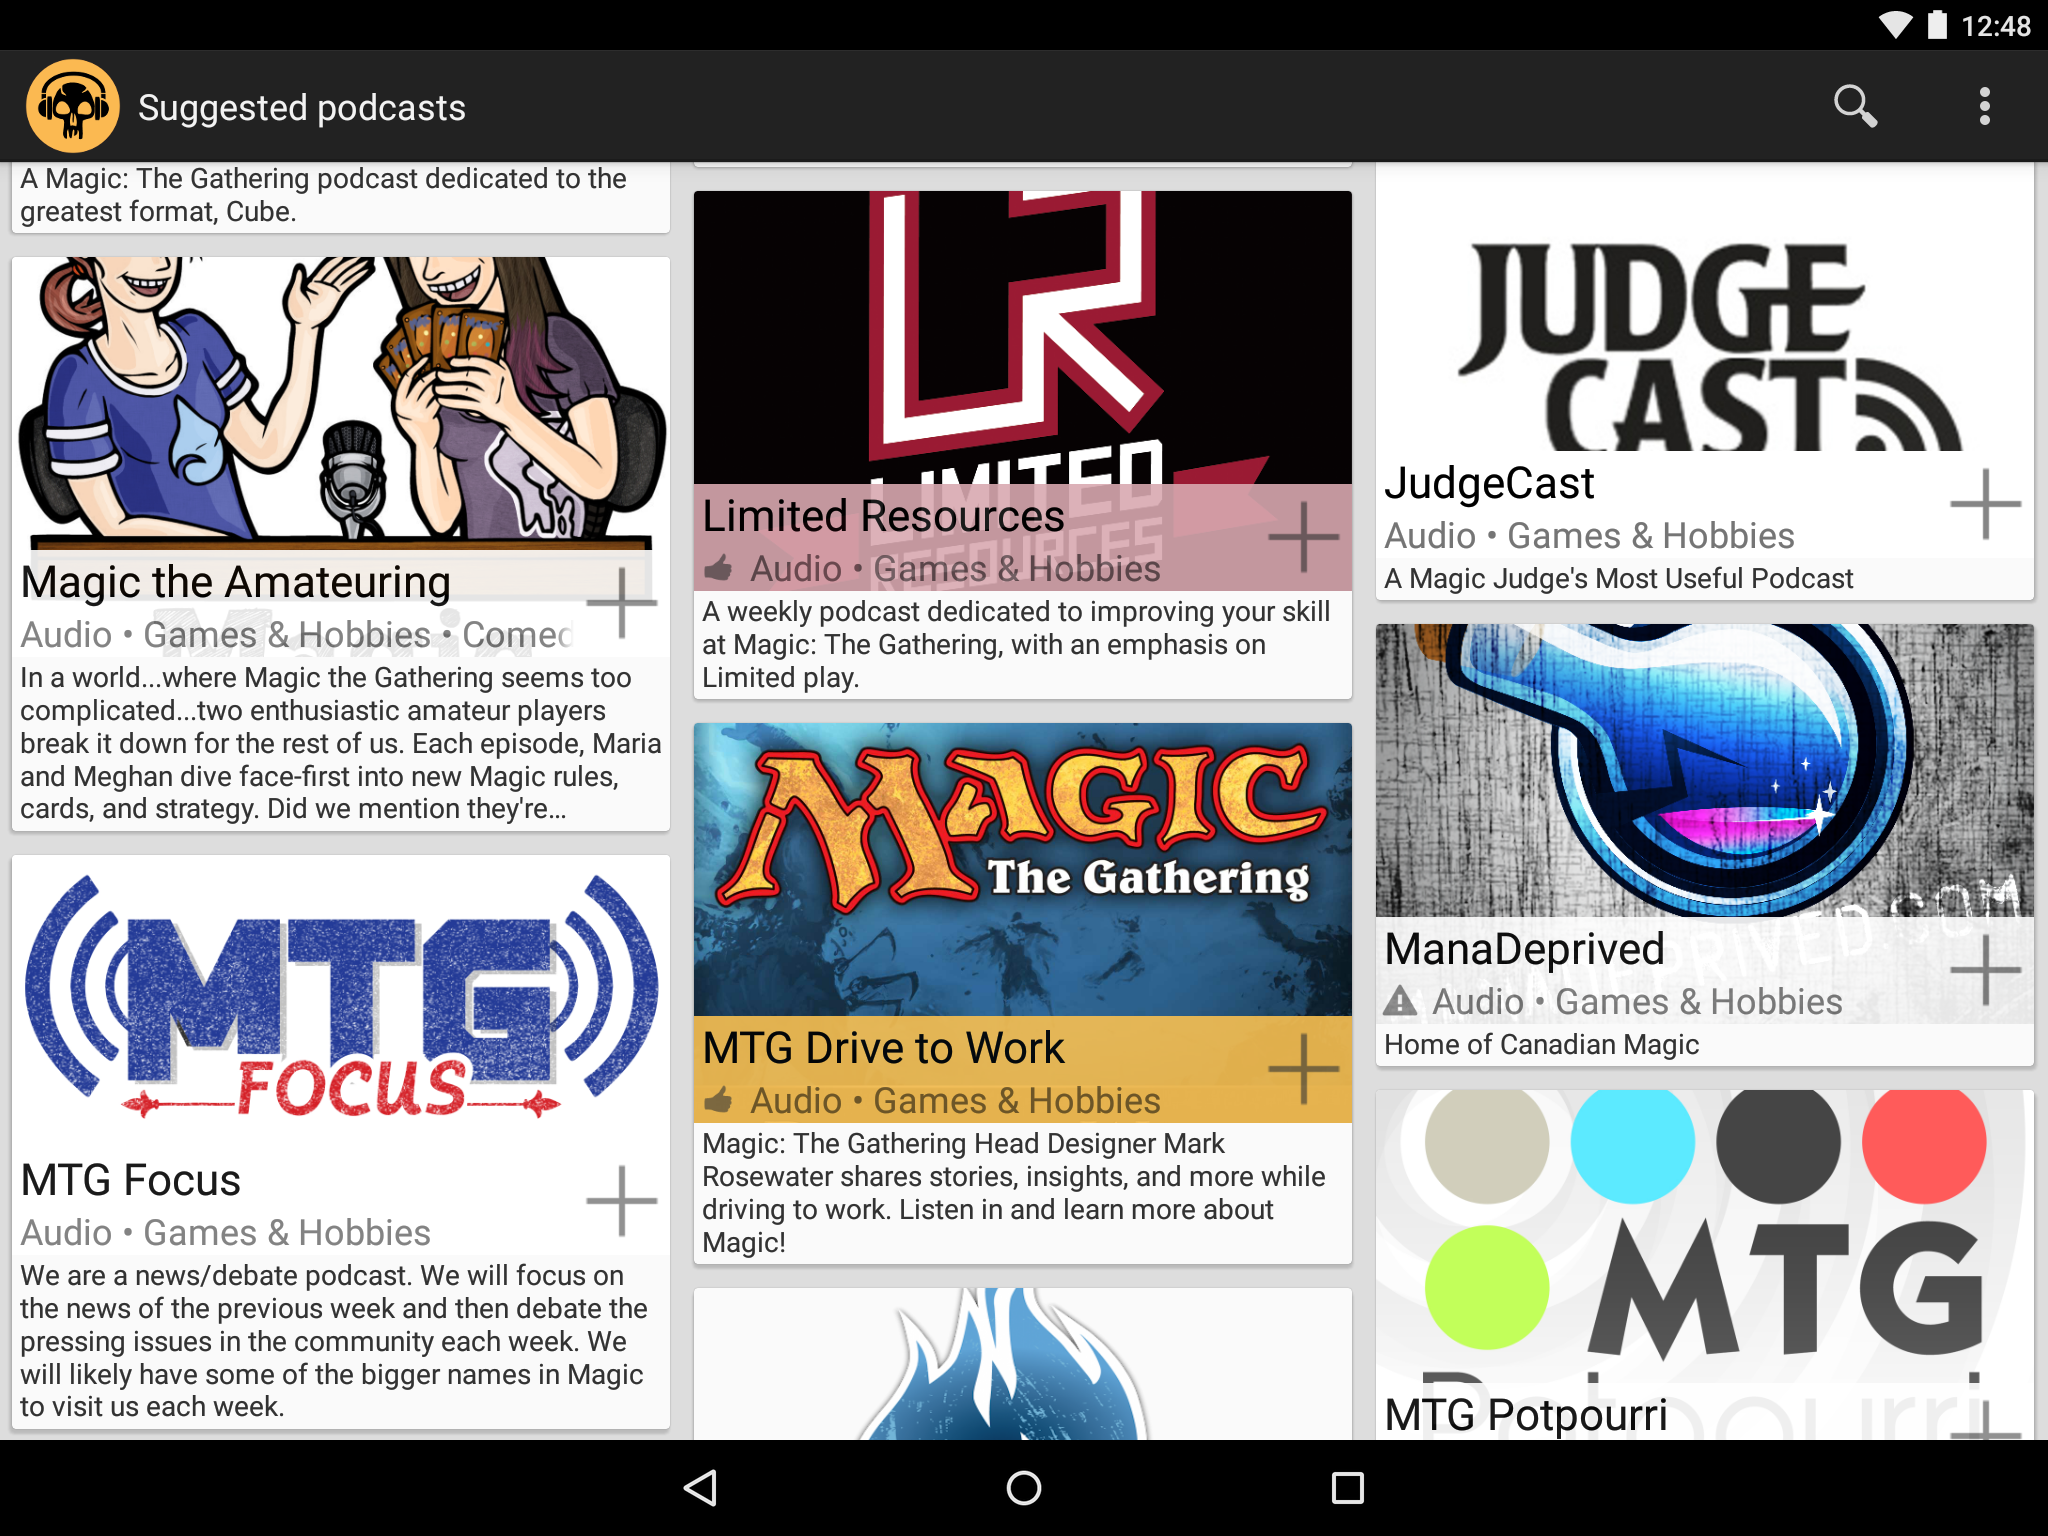 12:48
Suggested podcasts
A Magic: The Gathering podcast dedicated to the
greatest format, Cube.
Magic the Amateuring
Audio • Games & Hobbies • Comed
In a world...where Magic the Gathering seems too
complicated...two enthusiastic amateur players
break it down for the rest of us. Each episode, Maria
and Meghan dive face-first into new Magic rules,
cards, and strategy. Did we mention they're...
MTG
FOCUS
MTG Focus
Audio • Games & Hobbies
We are a news/debate podcast. We will focus on
the news of the previous week and then debate the
pressing issues in the community each week. We
will likely have some of the bigger names in Magic
to visit us each week.
LR
LIMITED
RESOURCES
Limited Resources
Audio • Games & Hobbies
A weekly podcast dedicated to improving your skill
at Magic: The Gathering, with an emphasis on
Limited play.
MAGIC
The Gathering
MTG Drive to Work
Audio • Games & Hobbies
Magic: The Gathering Head Designer Mark
Rosewater shares stories, insights, and more while
driving to work. Listen in and learn more about
Magic!
JUDGE
CAST
JudgeCast
Audio • Games & Hobbies
A Magic Judge's Most Useful Podcast
MANADEPRIVED.COM
ManaDeprived
Audio • Games & Hobbies
Home of Canadian Magic
MTG
Potpourri
MTG Potpourri